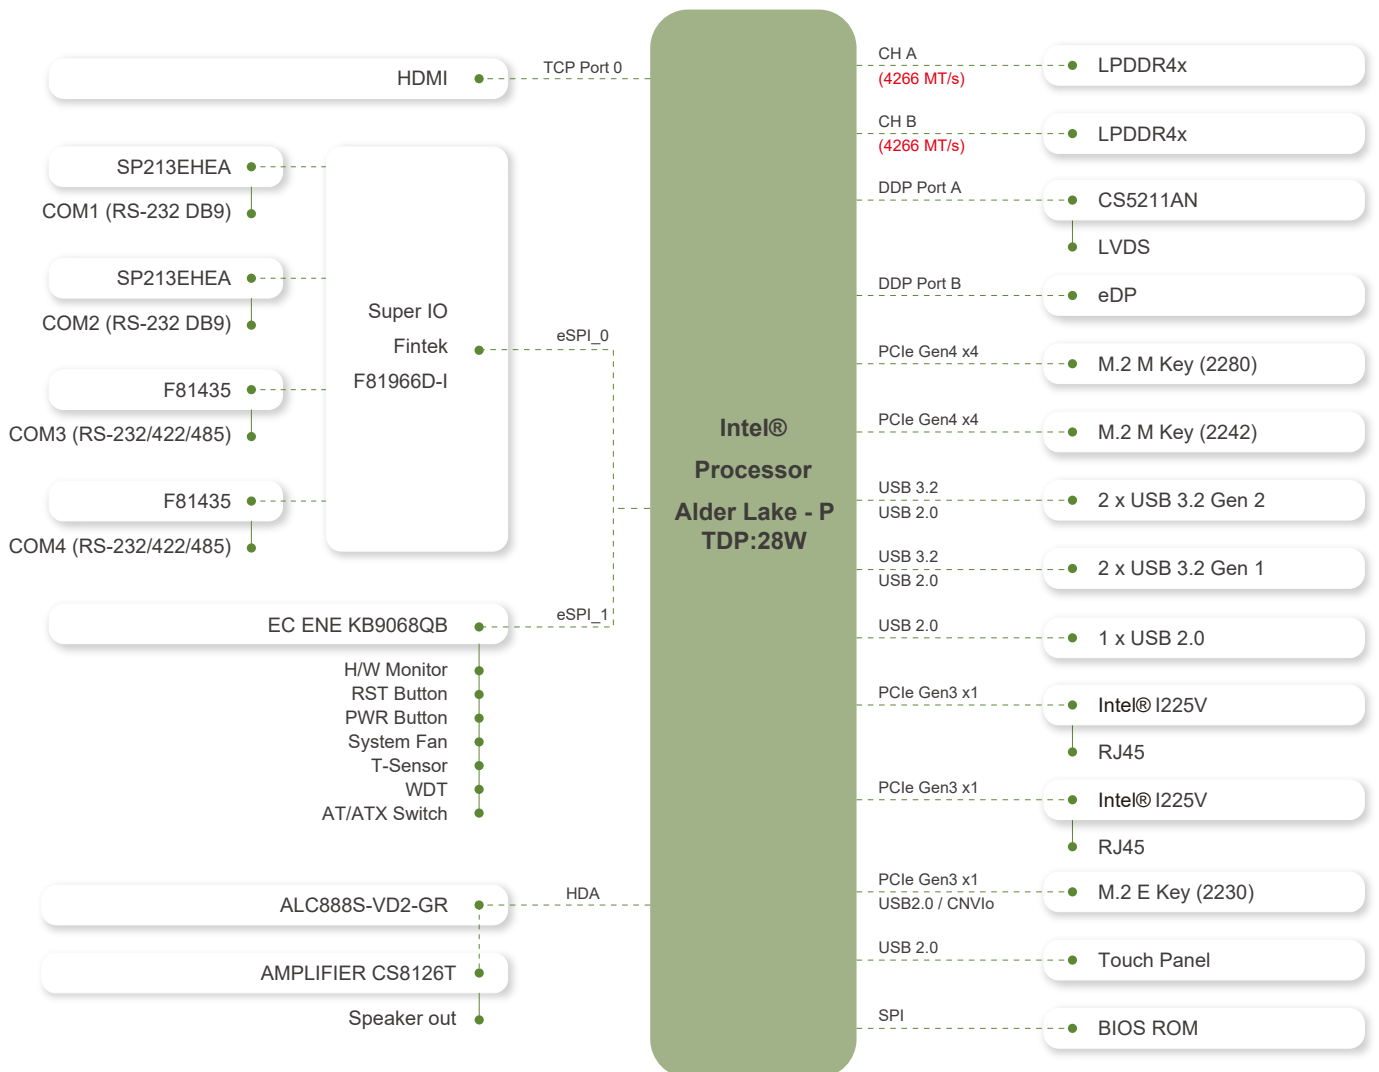 HDMI
TCP Port 0
SP213EHEA
COM1 (RS-232 DB9)
SP213EHEA
COM2 (RS-232 DB9)
F81435
COM3 (RS-232/422/485)
F81435
COM4 (RS-232/422/485)
Super IO
Fintek
F81966D-I
eSPI_0
EC ENE KB9068QB
eSPI_1
H/W Monitor
RST Button
PWR Button
System Fan
T-Sensor
WDT
AT/ATX Switch
ALC888S-VD2-GR
HDA
AMPLIFIER CS8126T
Speaker out
Intel®
Processor
Alder Lake - P
TDP:28W
CH A
(4266 MT/s)
LPDDR4x
CH B
(4266 MT/s)
LPDDR4x
DDP Port A
CS5211AN
LVDS
DDP Port B
eDP
PCIe Gen4 x4
M.2 M Key (2280)
PCIe Gen4 x4
M.2 M Key (2242)
USB 3.2
USB 2.0
2 x USB 3.2 Gen 2
USB 3.2
USB 2.0
2 x USB 3.2 Gen 1
USB 2.0
1 x USB 2.0
PCIe Gen3 x1
Intel® I225V
RJ45
PCIe Gen3 x1
Intel® I225V
RJ45
PCIe Gen3 x1
USB2.0 / CNVIo
M.2 E Key (2230)
USB 2.0
Touch Panel
SPI
BIOS ROM